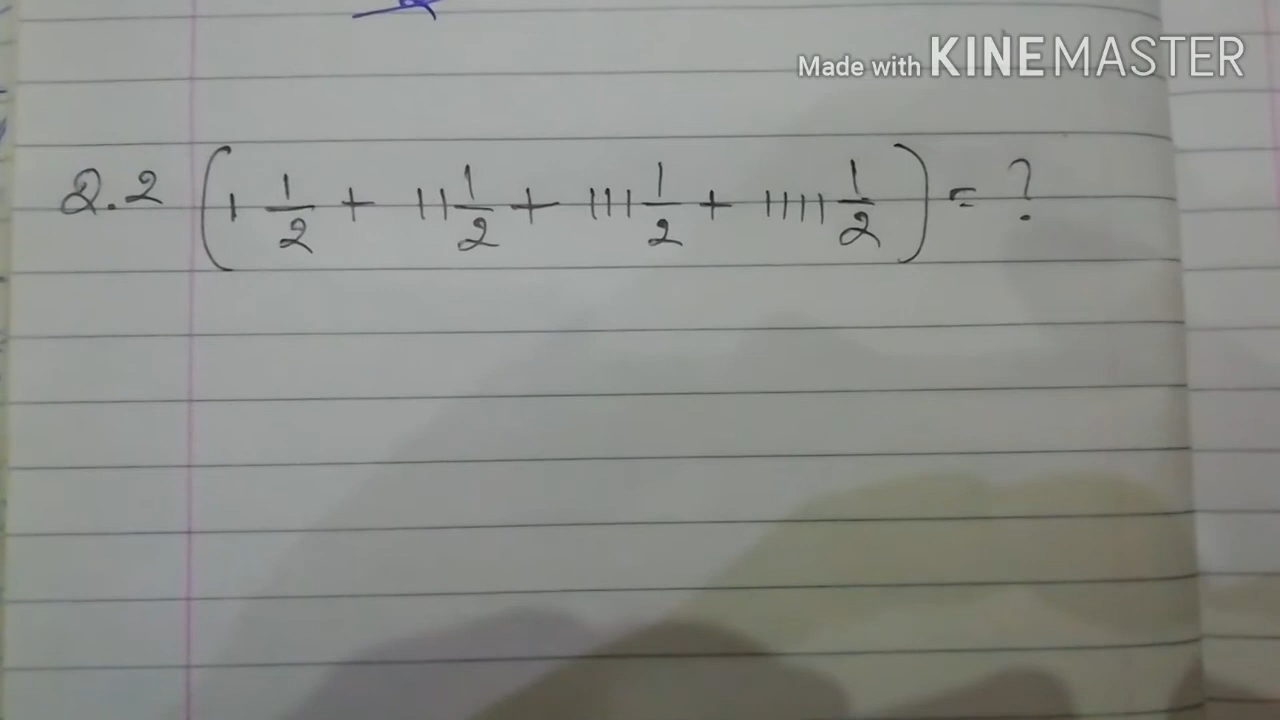 Made with KINEMASTER
Q.2 (1 1/2 + 11 1/2 + 111 1/2 + 1111 1/2) = ?